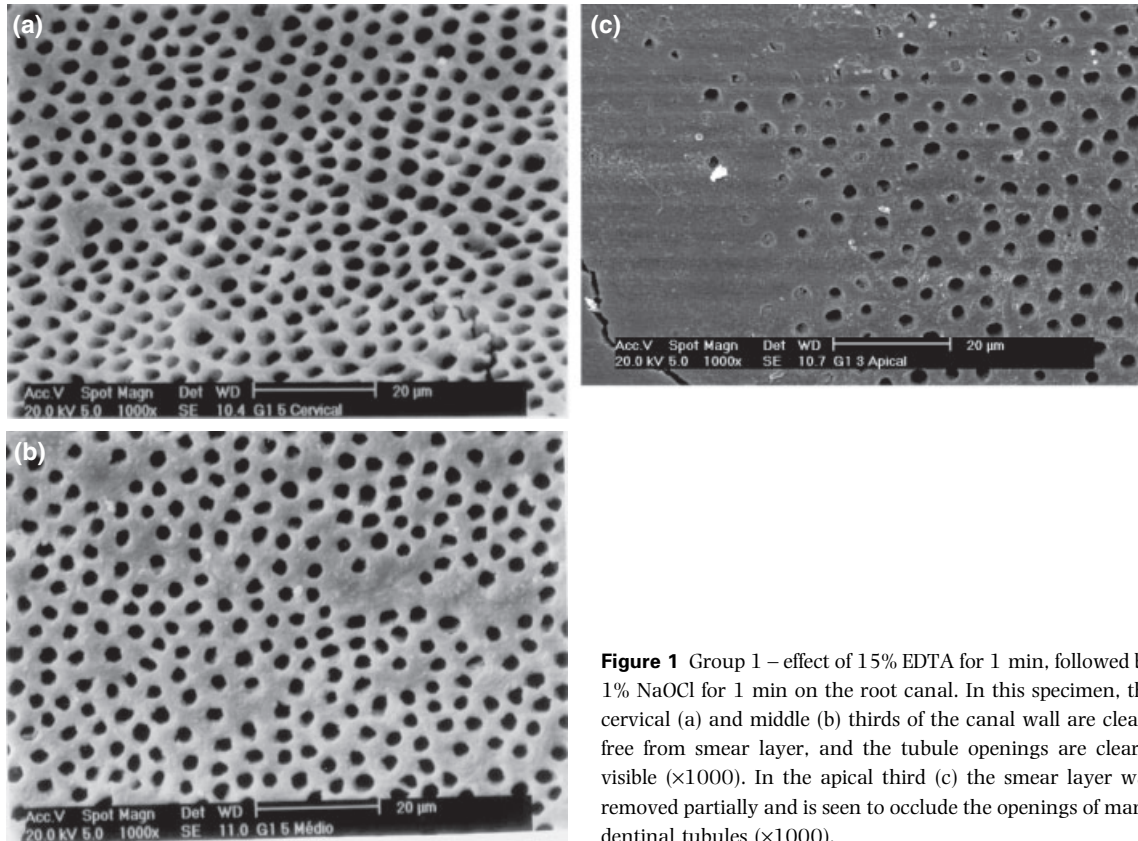 (a)
Acc.V Spot Magn Det WD 20 µm
20.0 kV 5.0 1000x SE 10.4 G1 5 Cervical
(c)
Acc.V Spot Magn Det WD 20 µm
20.0 kV 5.0 1000x SE 10.7 G1 3 Apical
(b)
Acc.V Spot Magn Det WD 20 µm
20.0 kV 5.0 1000x SE 11.0 G1 5 Médio
Figure 1 Group 1 – effect of 15% EDTA for 1 min, followed b
1% NaOCl for 1 min on the root canal. In this specimen, th
cervical (a) and middle (b) thirds of the canal wall are clea
free from smear layer, and the tubule openings are clear
visible (×1000). In the apical third (c) the smear layer w
removed partially and is seen to occlude the openings of
dentinal tubules (×1000).